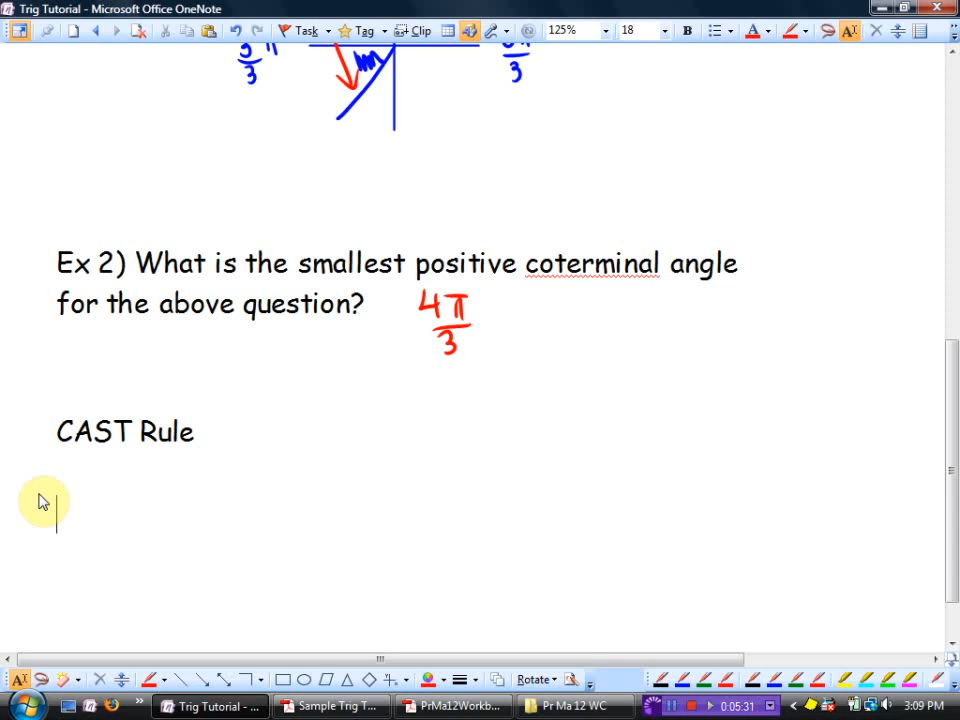 Trig Tutorial - Microsoft Office OneNote
Task Tag Clip 125% 18 B A A
3
3
Ex 2) What is the smallest positive coterminal angle
for the above question?
4π
3
CAST Rule
Rotate
Trig Tutorial - ... Sample Trig T... PrMa12Workb... Pr Ma 12 WC 00:05:31 3:09 PM